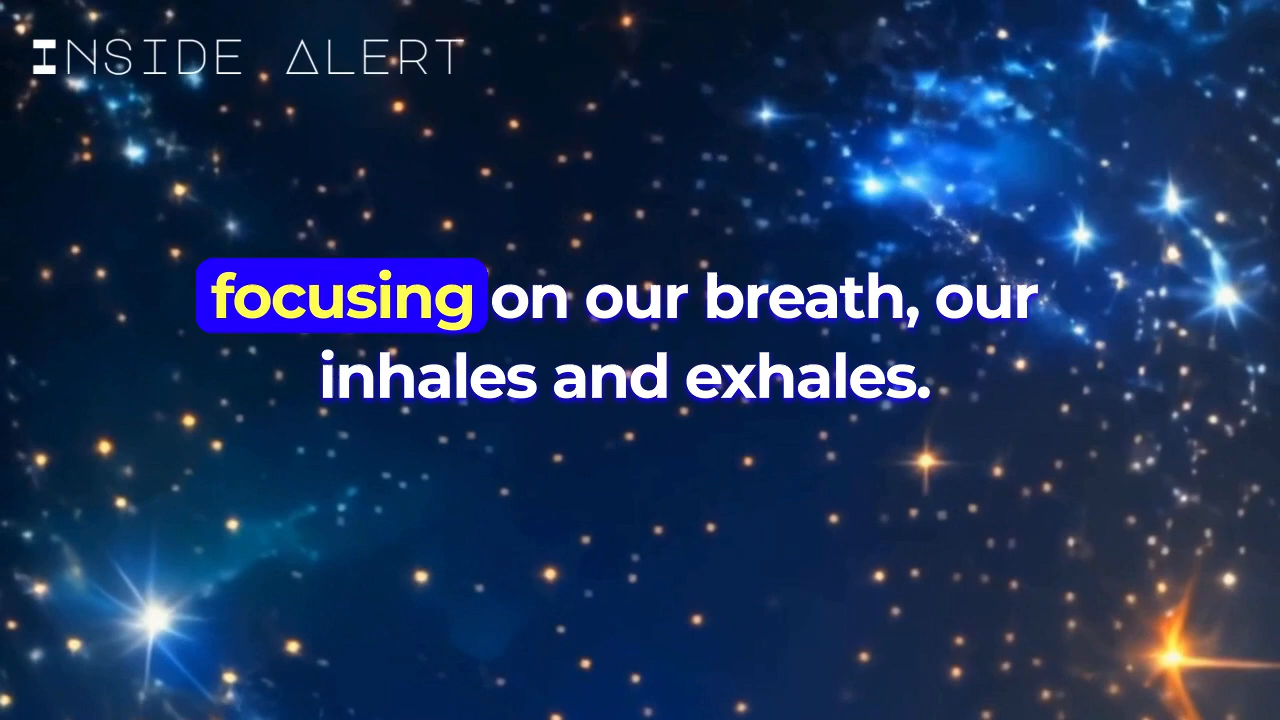 INSIDE ALERT
focusing on our breath, our
inhales and exhales.